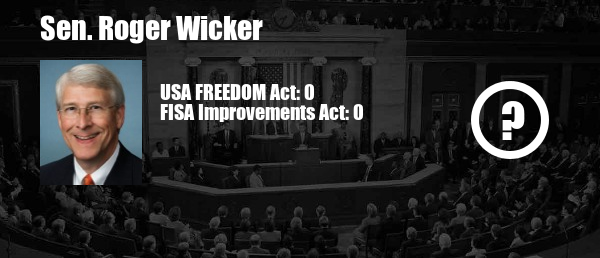 Sen. Roger Wicker
USA FREEDOM Act: 0
FISA Improvements Act: 0
?